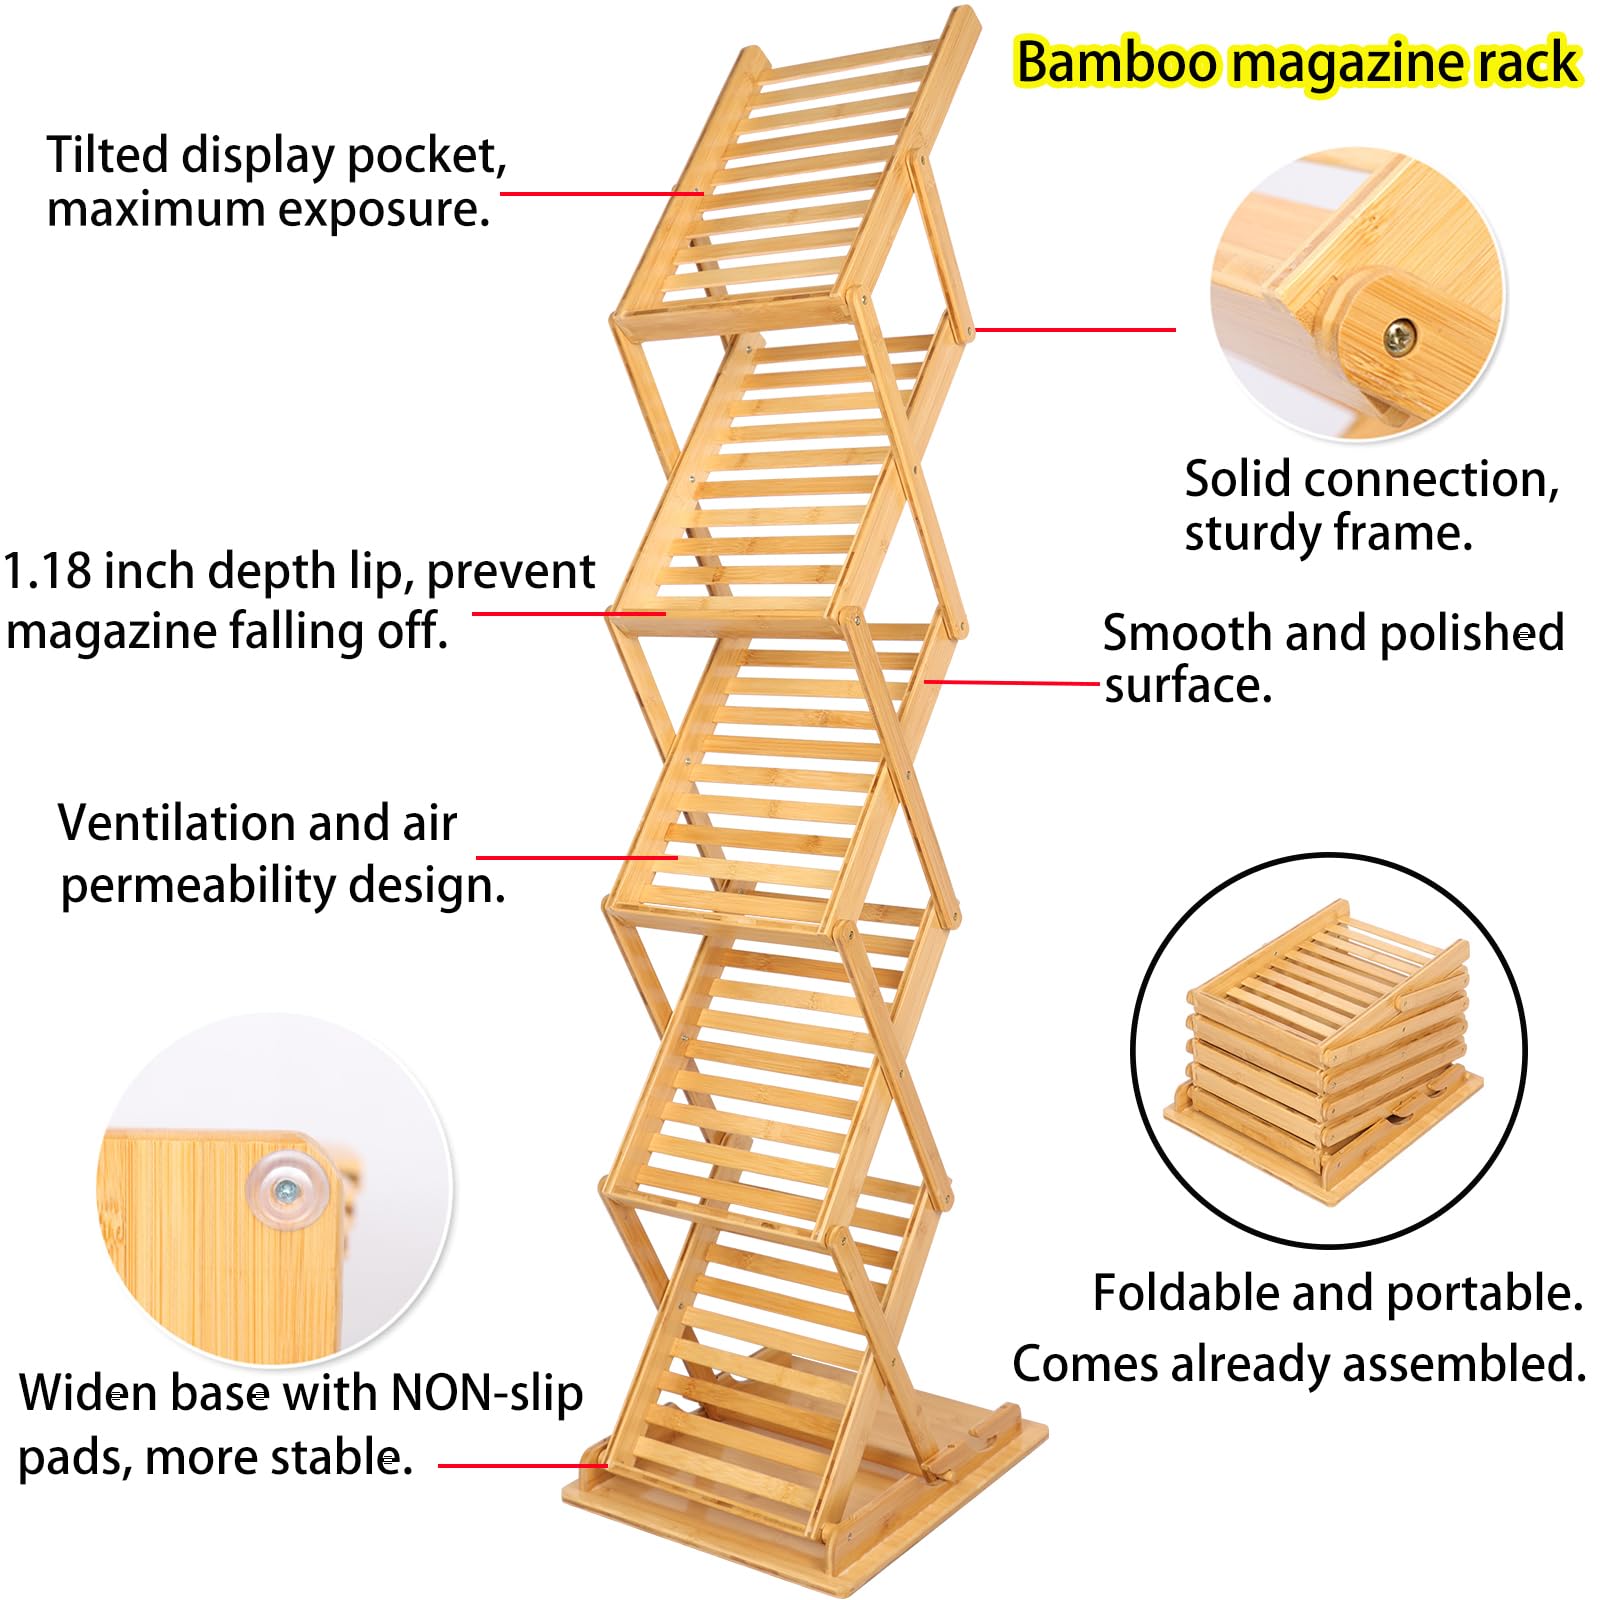 Bamboo magazine rack
Tilted display pocket,
maximum exposure.
Solid connection,
sturdy frame.
1.18 inch depth lip, prevent
magazine falling off.
Smooth and polished
surface.
Ventilation and air
permeability design.
Foldable and portable.
Comes already assembled.
Widen base with NON-slip
pads, more stable.